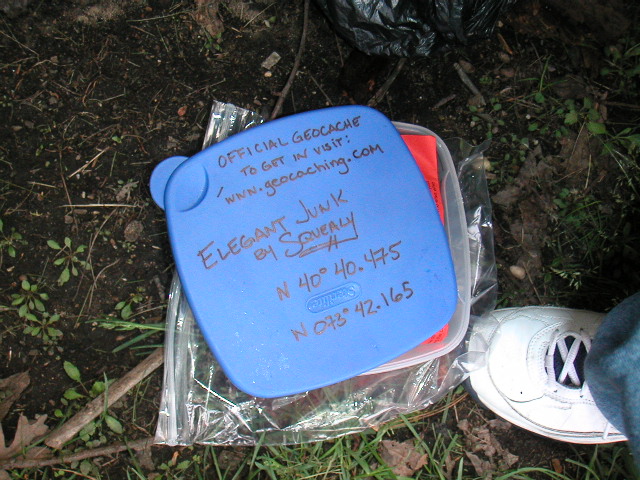 OFFICIAL GEOCACHE
TO GET IN VISIT:
www.geocaching.com
ELEGANT JUNK
BY SQUEALY
N 40° 40.475
N 073° 42.165